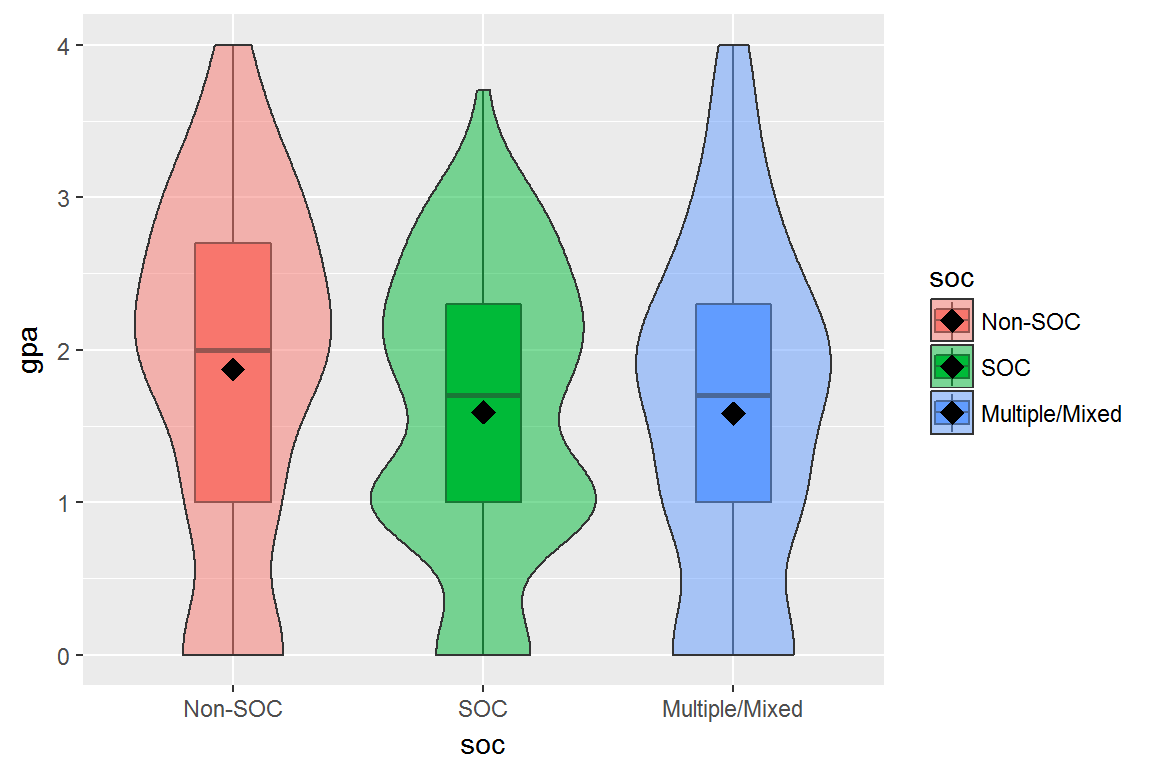 gpa
4
3
2
1
0
Non-SOC SOC Multiple/Mixed
soc
soc
Non-SOC
SOC
Multiple/Mixed